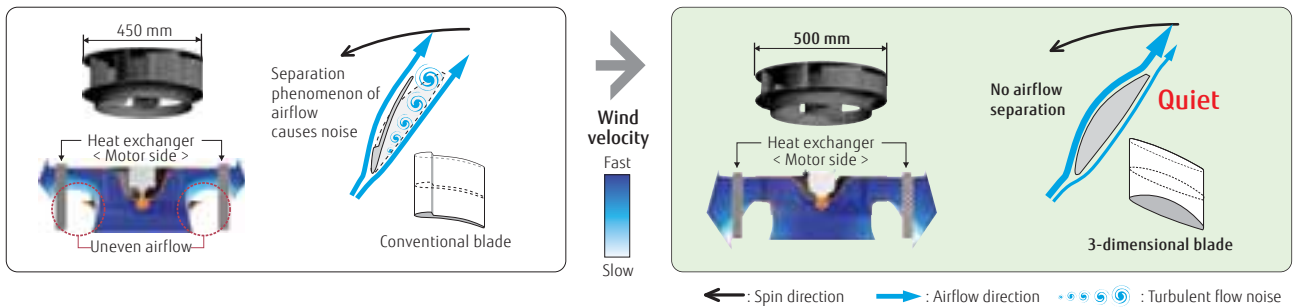 450 mm
Separation
phenomenon of
airflow
causes noise
Heat exchanger
< Motor side >
Uneven airflow
Conventional blade
Wind
velocity
Fast
Slow
500 mm
No airflow
separation
Quiet
Heat exchanger
< Motor side >
3-dimensional blade
: Spin direction
: Airflow direction
: Turbulent flow noise